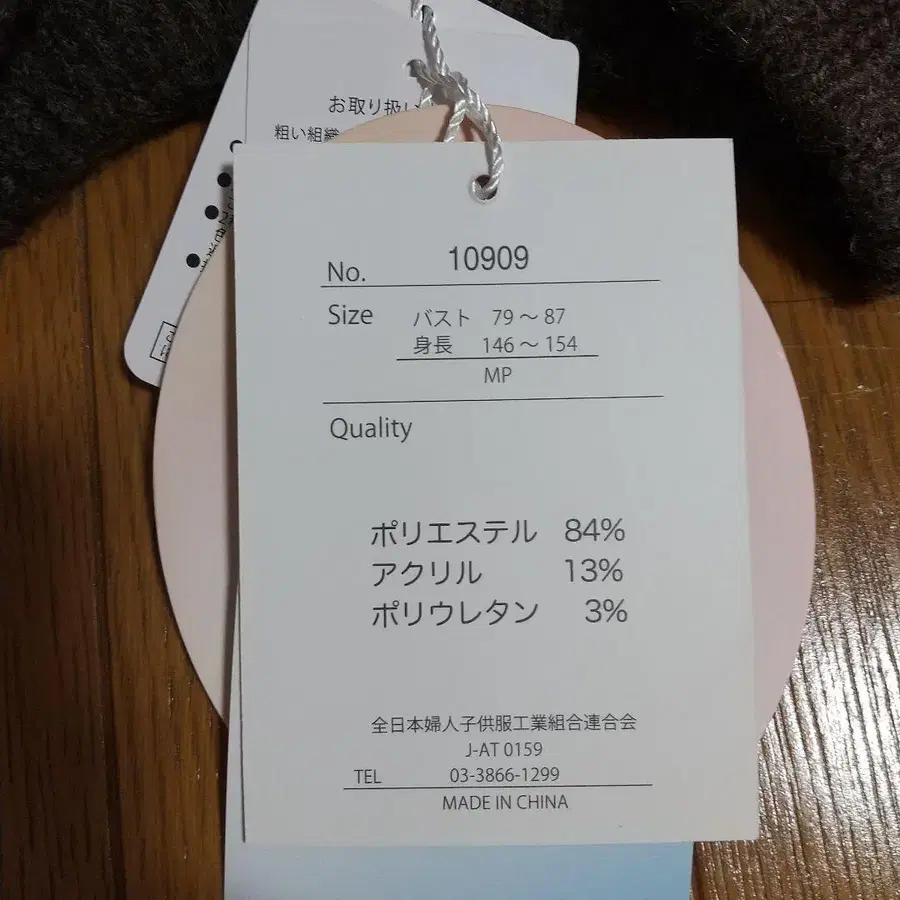 お取り扱い
粗い組織
No. 10909
Size バスト 79～87
身長 146～154
MP
Quality
ポリエステル 84%
アクリル 13%
ポリウレタン 3%
全日本婦人子供服工業組合連合会
J-AT 0159
TEL 03-3866-1299
MADE IN CHINA